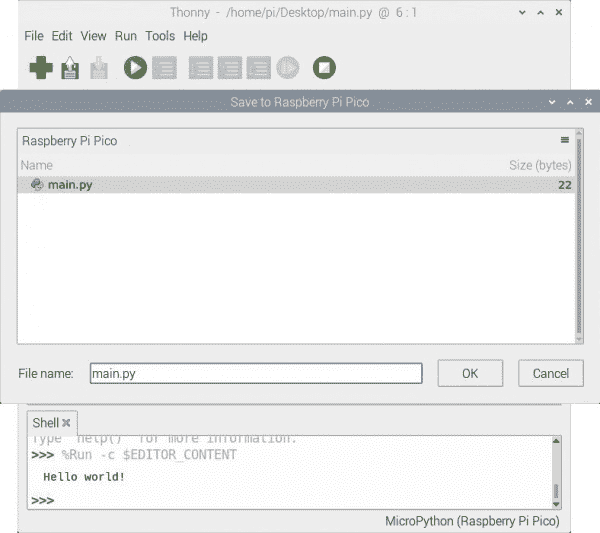 Thonny - /home/pi/Desktop/main.py @ 6 : 1
File Edit View Run Tools Help
Save to Raspberry Pi Pico
Raspberry Pi Pico
Name Size (bytes)
main.py 22
File name: main.py OK Cancel
Shell
Type "help()" for more information.
>>> %Run -c $EDITOR_CONTENT
Hello world!
>>>
MicroPython (Raspberry Pi Pico)